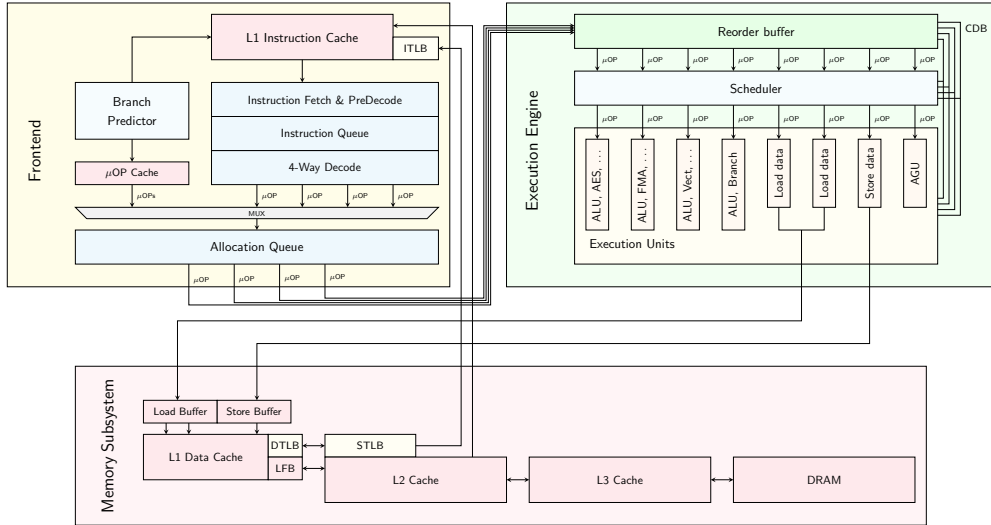 Frontend
L1 Instruction Cache
ITLB
Branch
Predictor
Instruction Fetch & PreDecode
Instruction Queue
4-Way Decode
μOP Cache
μOPs
μOP
μOP
μOP
μOP
MUX
Allocation Queue
μOP
μOP
μOP
μOP
Execution Engine
Reorder buffer
CDB
μOP
μOP
μOP
μOP
μOP
μOP
μOP
μOP
Scheduler
μOP
μOP
μOP
μOP
μOP
μOP
μOP
μOP
ALU, AES, . . .
ALU, FMA, . . .
ALU, Vect, . . .
ALU, Branch
Load data
Load data
Store data
AGU
Execution Units
Memory Subsystem
Load Buffer
Store Buffer
L1 Data Cache
DTLB
LFB
STLB
L2 Cache
L3 Cache
DRAM